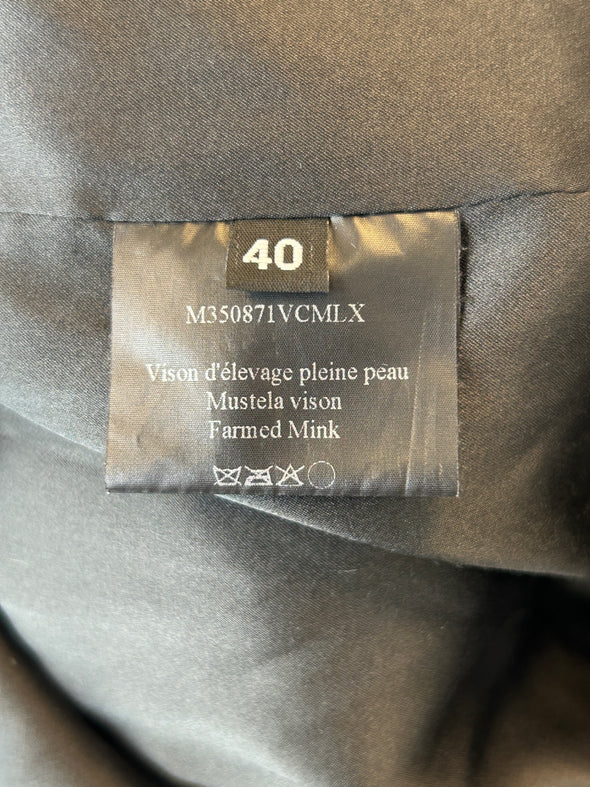 40
M350871VCMLX
Vison d'élevage pleine peau
Mustela vison
Farmed Mink